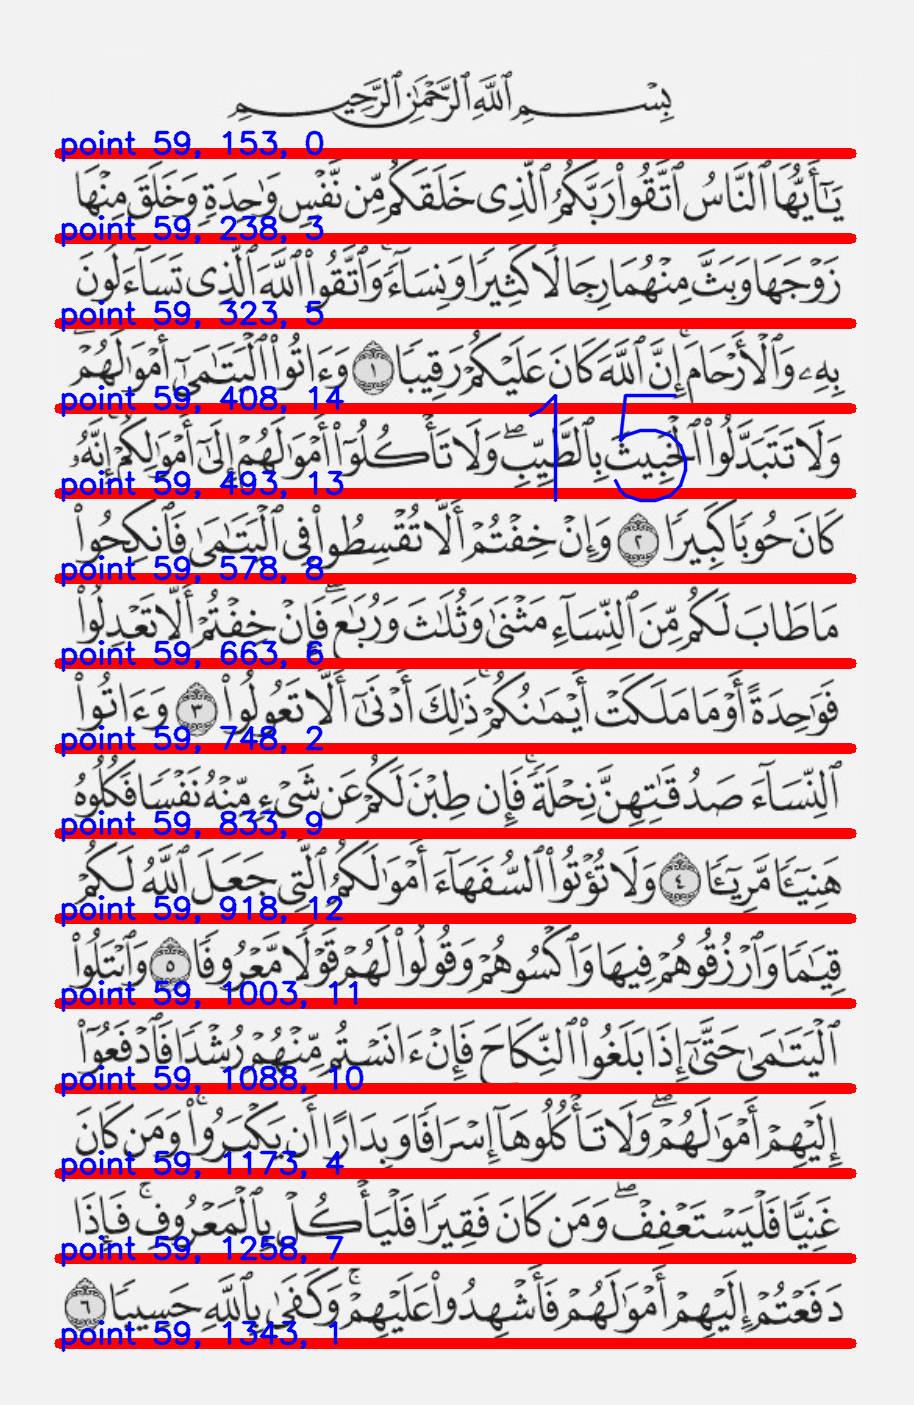 بِسْمِ ٱللَّهِ ٱلرَّحْمَٰنِ ٱلرَّحِيمِ
point 59, 153, 0
يَٰٓأَيُّهَا ٱلنَّاسُ ٱتَّقُوا۟ رَبَّكُمُ ٱلَّذِى خَلَقَكُم مِّن نَّفْسٍ وَٰحِدَةٍ وَخَلَقَ مِنْهَا
point 59, 238, 3
زَوْجَهَا وَبَثَّ مِنْهُمَا رِجَالًا كَثِيرًا وَنِسَآءً ۚ وَٱتَّقُوا۟ ٱللَّهَ ٱلَّذِى تَسَآءَلُونَ
point 59, 323, 5
بِهِۦ وَٱلْأَرْحَامَ ۚ إِنَّ ٱللَّهَ كَانَ عَلَيْكُمْ رَقِيبًا ١ وَءَاتُوا۟ ٱلْيَتَٰمَىٰٓ أَمْوَٰلَهُمْ ۖ
point 59, 408, 14
وَلَا تَتَبَدَّلُوا۟ ٱلْخَبِيثَ بِٱلطَّيِّبِ ۖ وَلَا تَأْكُلُوٓا۟ أَمْوَٰلَهُمْ إِلَىٰٓ أَمْوَٰلِكُمْ ۚ إِنَّهُۥ
15
point 59, 493, 13
كَانَ حُوبًا كَبِيرًا ٢ وَإِنْ خِفْتُمْ أَلَّا تُقْسِطُوا۟ فِى ٱلْيَتَٰمَىٰ فَٱنكِحُوا۟
point 59, 578, 8
مَا طَابَ لَكُم مِّنَ ٱلنِّسَآءِ مَثْنَىٰ وَثُلَٰثَ وَرُبَٰعَ ۖ فَإِنْ خِفْتُمْ أَلَّا تَعْدِلُوا۟
point 59, 663, 6
فَوَٰحِدَةً أَوْ مَا مَلَكَتْ أَيْمَٰنُكُمْ ۚ ذَٰلِكَ أَدْنَىٰٓ أَلَّا تَعُولُوا۟ ٣ وَءَاتُوا۟
point 59, 748, 2
ٱلنِّسَآءَ صَدُقَٰتِهِنَّ نِحْلَةً ۚ فَإِن طِبْنَ لَكُمْ عَن شَىْءٍ مِّنْهُ نَفْسًا فَكُلُوهُ
point 59, 833, 9
هَنِيٓـًٔا مَّرِيٓـًٔا ٤ وَلَا تُؤْتُوا۟ ٱلسُّفَهَآءَ أَمْوَٰلَكُمُ ٱلَّتِى جَعَلَ ٱللَّهُ لَكُمْ
point 59, 918, 12
قِيَٰمًا وَٱرْزُقُوهُمْ فِيهَا وَٱكْسُوهُمْ وَقُولُوا۟ لَهُمْ قَوْلًا مَّعْرُوفًا ٥ وَٱبْتَلُوا۟
point 59, 1003, 11
ٱلْيَتَٰمَىٰ حَتَّىٰٓ إِذَا بَلَغُوا۟ ٱلنِّكَاحَ فَإِنْ ءَانَسْتُم مِّنْهُمْ رُشْدًا فَٱدْفَعُوٓا۟
point 59, 1088, 10
إِلَيْهِمْ أَمْوَٰلَهُمْ ۖ وَلَا تَأْكُلُوهَآ إِسْرَافًا وَبِدَارًا أَن يَكْبَرُوا۟ ۚ وَمَن كَانَ
point 59, 1173, 4
غَنِيًّا فَلْيَسْتَعْفِفْ ۖ وَمَن كَانَ فَقِيرًا فَلْيَأْكُلْ بِٱلْمَعْرُوفِ ۚ فَإِذَا
point 59, 1258, 7
دَفَعْتُمْ إِلَيْهِمْ أَمْوَٰلَهُمْ فَأَشْهِدُوا۟ عَلَيْهِمْ ۚ وَكَفَىٰ بِٱللَّهِ حَسِيبًا ٦
point 59, 1343, 1